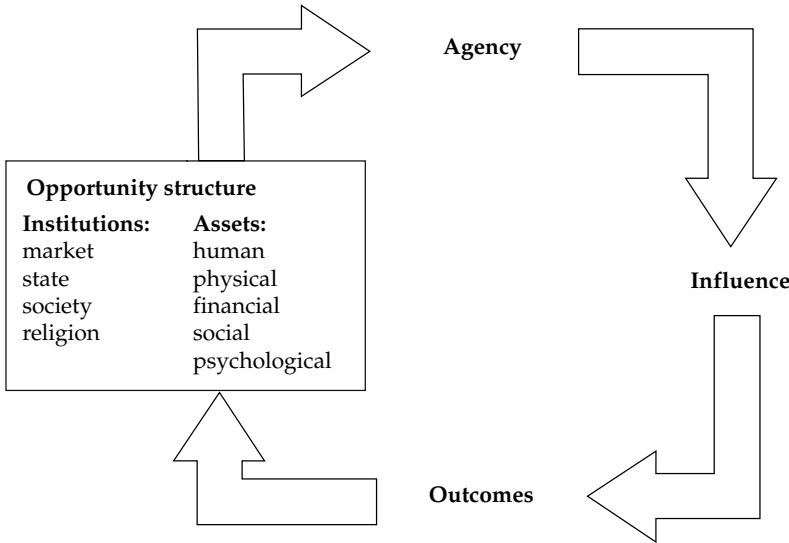 Agency
Opportunity structure
Institutions: Assets:
market human
state physical
society financial
religion social
psychological
Influence
Outcomes